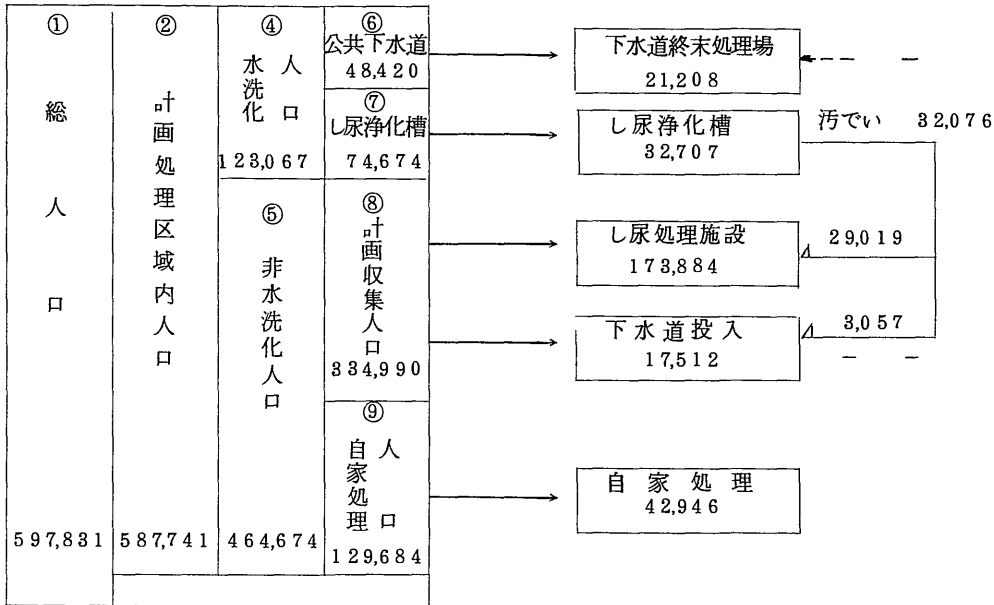 ①
総人口
597,831
②
計画処理区域内人口
587,741
④
水洗化人口
123,067
⑤
非水洗化人口
464,674
⑥
公共下水道
48,420
⑦
し尿浄化槽
74,674
⑧
計画収集人口
334,990
⑨
自家処理人口
129,684
下水道終末処理場
21,208
－
し尿浄化槽
32,707
汚でい 32,076
し尿処理施設
173,884
29,019
下水道投入
17,512
3,057
－ －
自家処理
42,946